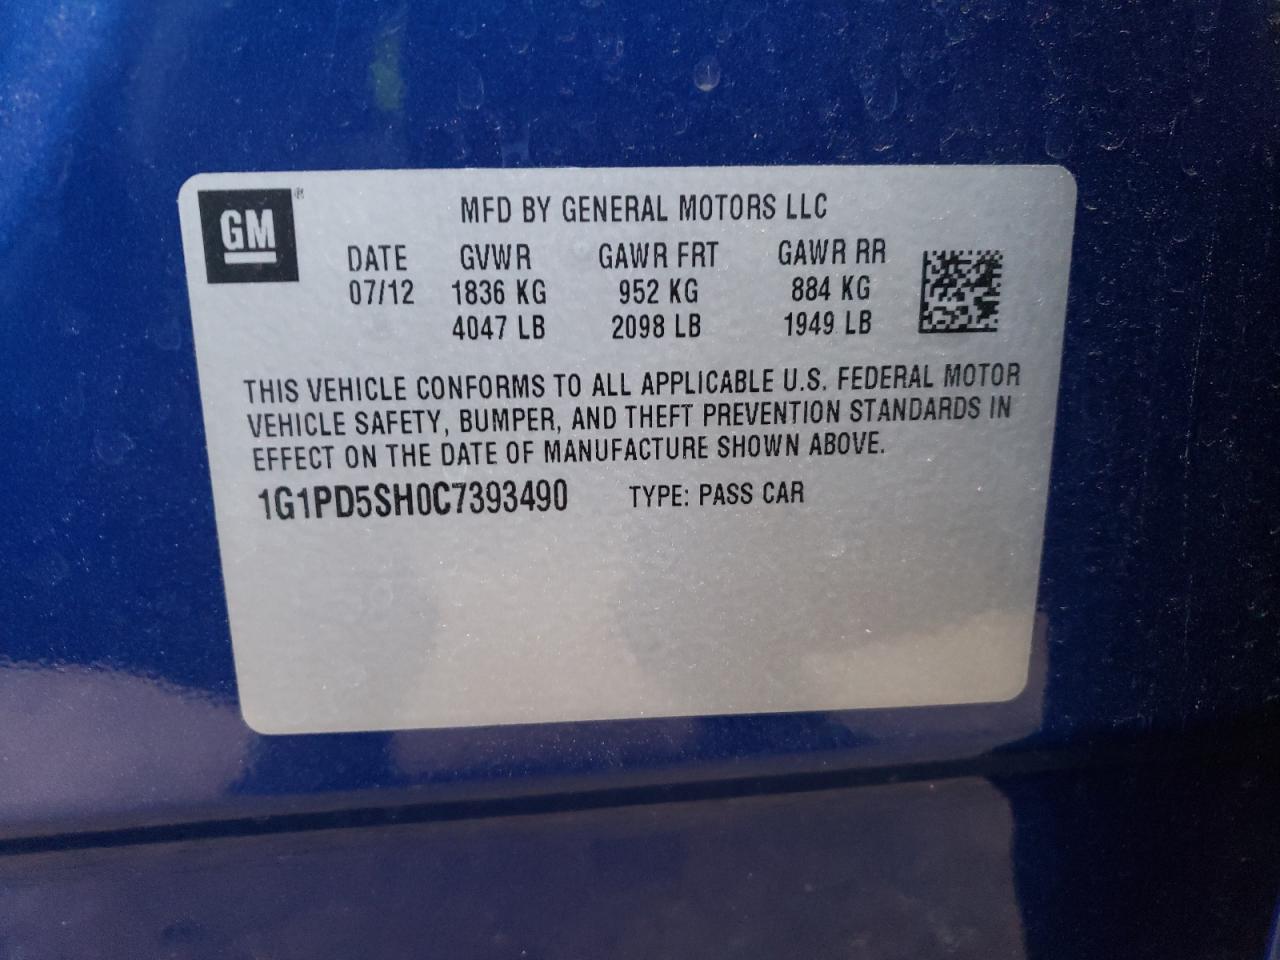 GM ®
MFD BY GENERAL MOTORS LLC
DATE GVWR GAWR FRT GAWR RR
07/12 1836 KG 952 KG 884 KG
4047 LB 2098 LB 1949 LB
THIS VEHICLE CONFORMS TO ALL APPLICABLE U.S. FEDERAL MOTOR
VEHICLE SAFETY, BUMPER, AND THEFT PREVENTION STANDARDS IN
EFFECT ON THE DATE OF MANUFACTURE SHOWN ABOVE.
1G1PD5SH0C7393490 TYPE: PASS CAR